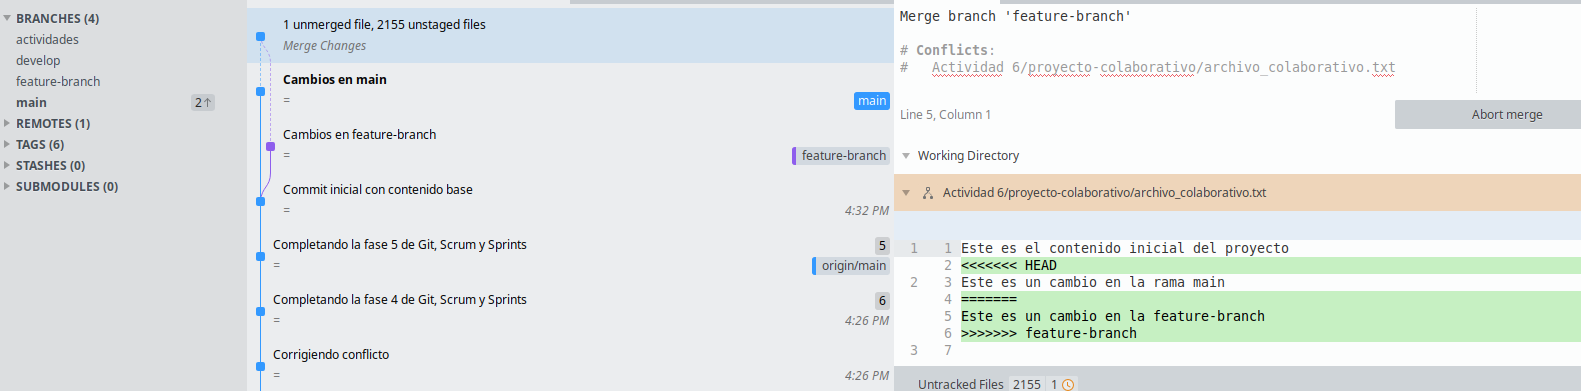 BRANCHES (4)
actividades
develop
feature-branch
main 2↑
REMOTES (1)
TAGS (6)
STASHES (0)
SUBMODULES (0)
1 unmerged file, 2155 unstaged files
Merge Changes
Cambios en main
=
main
Cambios en feature-branch
=
feature-branch
Commit inicial con contenido base
=
4:32 PM
Completando la fase 5 de Git, Scrum y Sprints 5
=
origin/main
Completando la fase 4 de Git, Scrum y Sprints 6
=
4:26 PM
Corrigiendo conflicto
=
4:26 PM
Merge branch 'feature-branch'
# Conflicts:
#   Actividad 6/proyecto-colaborativo/archivo_colaborativo.txt
Line 5, Column 1
Abort merge
Working Directory
Actividad 6/proyecto-colaborativo/archivo_colaborativo.txt
1 1 Este es el contenido inicial del proyecto
2 <<<<<<< HEAD
2 3 Este es un cambio en la rama main
4 =======
5 Este es un cambio en la feature-branch
6 >>>>>>> feature-branch
3 7
Untracked Files 2155 1